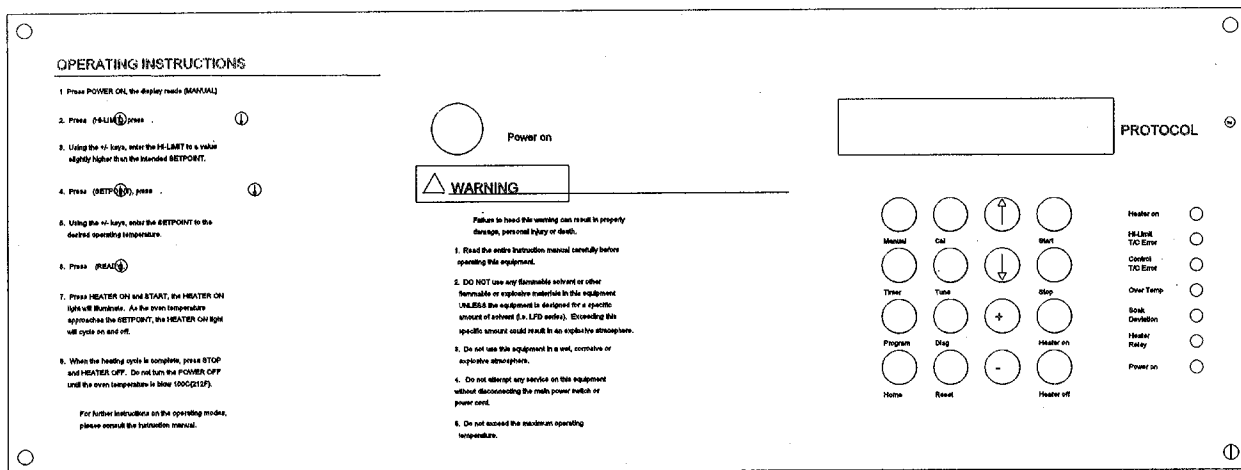 OPERATING INSTRUCTIONS
1 Press POWER ON, the display reads (MANUAL)
2. Press (HI-LIMIT), press .
3. Using the +/- keys, enter the HI-LIMIT to a value
slightly higher than the intended SETPOINT.
4. Press (SETPOINT), press .
5. Using the +/- keys, enter the SETPOINT to the
desired operating temperature.
6. Press (READ)
7. Press HEATER ON and START, the HEATER ON
light will illuminate. As the oven temperature
approaches the SETPOINT, the HEATER ON light
will cycle on and off.
8. When the heating cycle is complete, press STOP
and HEATER OFF. Do not turn the POWER OFF
until the oven temperature is blow 100C(212F).
For further instructions on the operating modes,
please consult the instruction manual.
Power on
WARNING
Failure to heed this warning can result in property
damage, personal injury or death.
1. Read the entire instruction manual carefully before
operating this equipment.
2. DO NOT use any flammable solvent or other
flammable or explosive materials in this equipment
UNLESS the equipment is designed for a specific
amount of solvent (i.e. LFD series). Exceeding this
specific amount could result in an explosive atmosphere.
3. Do not use this equipment in a wet, corrosive or
explosive atmosphere.
4. Do not attempt any service on this equipment
without disconnecting the main power switch or
power cord.
5. Do not exceed the maximum operating
temperature.
PROTOCOL
Manual Cal Start
Timer Tune Stop
+
Program Diag Heater on
-
Home Reset Heater off
Heater on
Hi-Limit
T/C Error
Control
T/C Error
Over Temp
Soak
Deviation
Heater
Relay
Power on